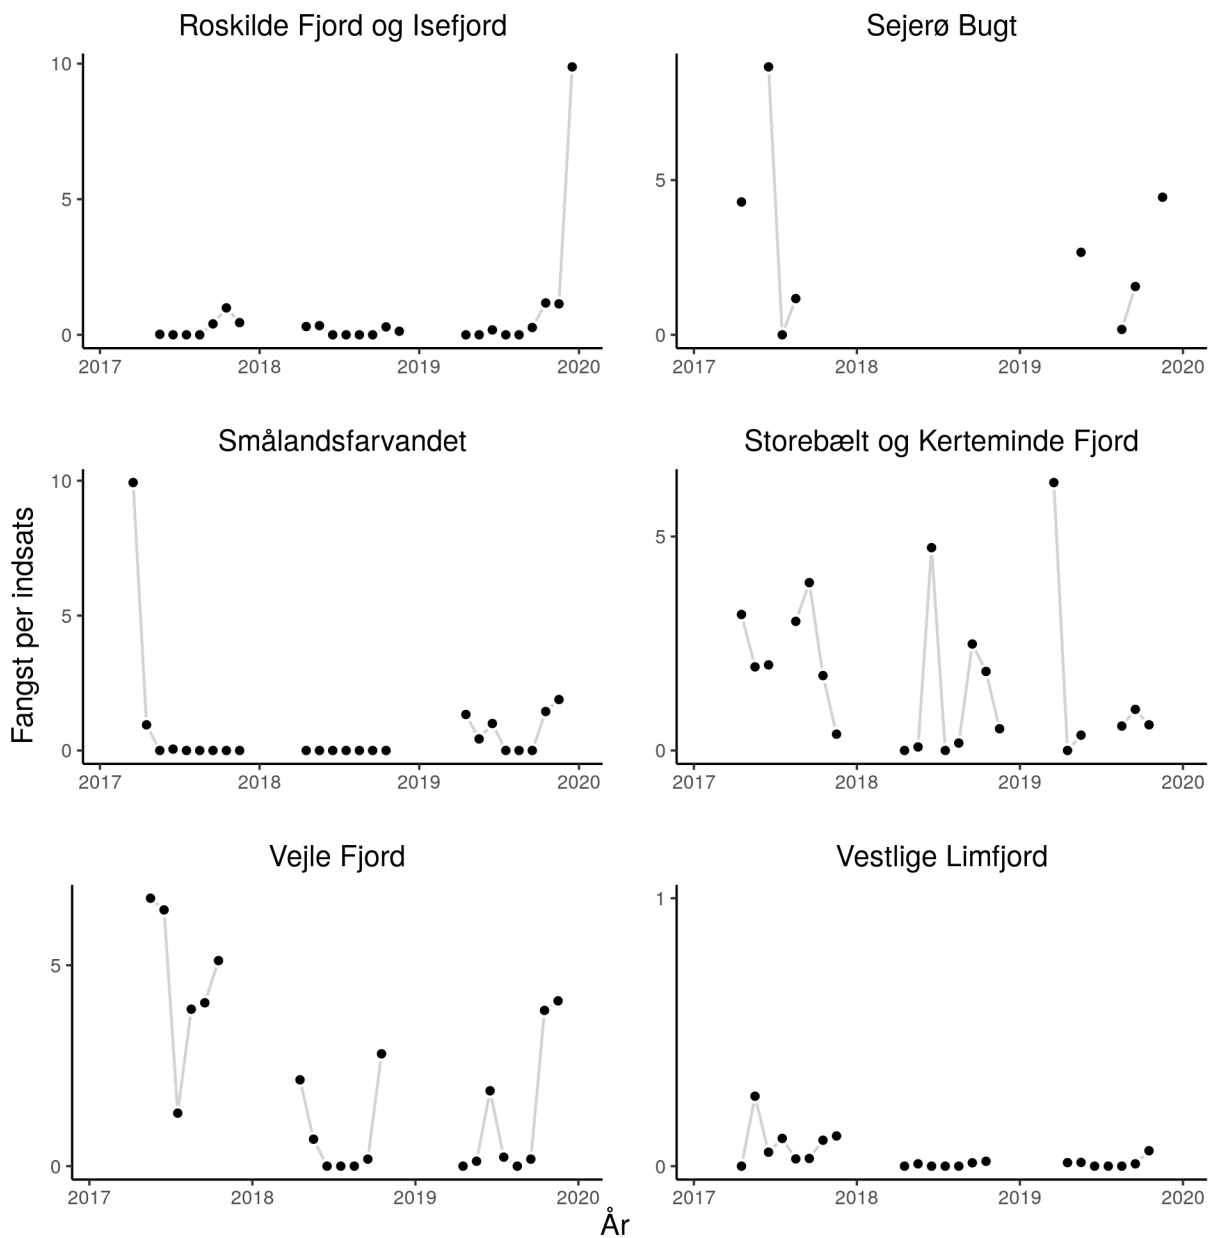 Roskilde Fjord og Isefjord
10
5
0
2017 2018 2019 2020
Sejerø Bugt
5
0
2017 2018 2019 2020
Smålandsfarvandet
10
5
0
2017 2018 2019 2020
Storebælt og Kerteminde Fjord
5
0
2017 2018 2019 2020
Fangst per indsats
Vejle Fjord
5
0
2017 2018 2019 2020
Vestlige Limfjord
1
0
2017 2018 2019 2020
År